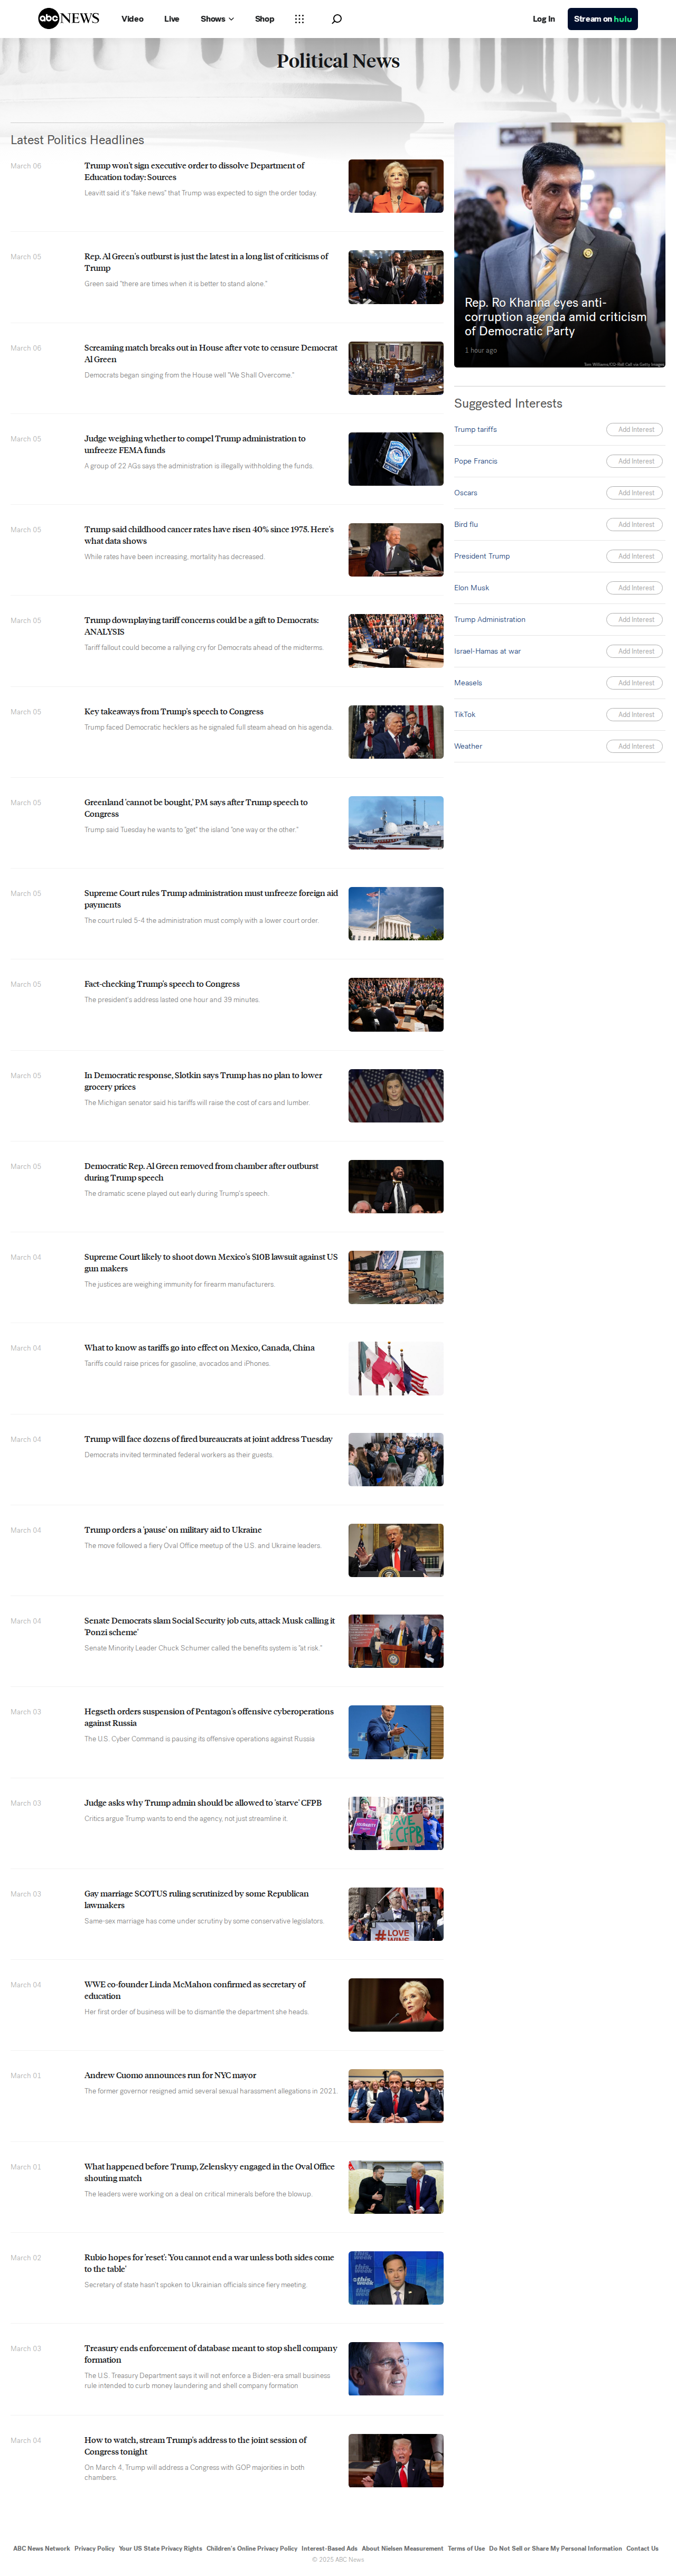 abc NEWS Video Live Shows Shop Log In Stream on hulu
Political News
Latest Politics Headlines
March 06
Trump won't sign executive order to dissolve Department of
Education today: Sources
Leavitt said it's "fake news" that Trump was expected to sign the order today.
March 05
Rep. Al Green's outburst is just the latest in a long list of criticisms of
Trump
Green said "there are times when it is better to stand alone."
March 06
Screaming match breaks out in House after vote to censure Democrat
Al Green
Democrats began singing from the House well "We Shall Overcome."
March 05
Judge weighing whether to compel Trump administration to
unfreeze FEMA funds
A group of 22 AGs says the administration is illegally withholding the funds.
March 05
Trump said childhood cancer rates have risen 40% since 1975. Here's
what data shows
While rates have been increasing, mortality has decreased.
March 05
Trump downplaying tariff concerns could be a gift to Democrats:
ANALYSIS
Tariff fallout could become a rallying cry for Democrats ahead of the midterms.
March 05
Key takeaways from Trump's speech to Congress
Trump faced Democratic hecklers as he signaled full steam ahead on his agenda.
March 05
Greenland 'cannot be bought,' PM says after Trump speech to
Congress
Trump said Tuesday he wants to "get" the island "one way or the other."
March 05
Supreme Court rules Trump administration must unfreeze foreign aid
payments
The court ruled 5-4 the administration must comply with a lower court order.
March 05
Fact-checking Trump's speech to Congress
The president's address lasted one hour and 39 minutes.
March 05
In Democratic response, Slotkin says Trump has no plan to lower
grocery prices
The Michigan senator said his tariffs will raise the cost of cars and lumber.
March 05
Democratic Rep. Al Green removed from chamber after outburst
during Trump speech
The dramatic scene played out early during Trump's speech.
March 04
Supreme Court likely to shoot down Mexico's $10B lawsuit against US
gun makers
The justices are weighing immunity for firearm manufacturers.
March 04
What to know as tariffs go into effect on Mexico, Canada, China
Tariffs could raise prices for gasoline, avocados and iPhones.
March 04
Trump will face dozens of fired bureaucrats at joint address Tuesday
Democrats invited terminated federal workers as their guests.
March 04
Trump orders a 'pause' on military aid to Ukraine
The move followed a fiery Oval Office meetup of the U.S. and Ukraine leaders.
March 04
Senate Democrats slam Social Security job cuts, attack Musk calling it
'Ponzi scheme'
Senate Minority Leader Chuck Schumer called the benefits system is "at risk."
March 03
Hegseth orders suspension of Pentagon's offensive cyberoperations
against Russia
The U.S. Cyber Command is pausing its offensive operations against Russia
March 03
Judge asks why Trump admin should be allowed to 'starve' CFPB
Critics argue Trump wants to end the agency, not just streamline it.
SAVE THE CFPB
March 03
Gay marriage SCOTUS ruling scrutinized by some Republican
lawmakers
Same-sex marriage has come under scrutiny by some conservative legislators.
#LOVE
WINS
March 04
WWE co-founder Linda McMahon confirmed as secretary of
education
Her first order of business will be to dismantle the department she heads.
March 01
Andrew Cuomo announces run for NYC mayor
The former governor resigned amid several sexual harassment allegations in 2021.
March 01
What happened before Trump, Zelenskyy engaged in the Oval Office
shouting match
The leaders were working on a deal on critical minerals before the blowup.
March 02
Rubio hopes for 'reset': 'You cannot end a war unless both sides come
to the table'
Secretary of state hasn't spoken to Ukrainian officials since fiery meeting.
March 03
Treasury ends enforcement of database meant to stop shell company
formation
The U.S. Treasury Department says it will not enforce a Biden-era small business
rule intended to curb money laundering and shell company formation
March 04
How to watch, stream Trump's address to the joint session of
Congress tonight
On March 4, Trump will address a Congress with GOP majorities in both
chambers.
Rep. Ro Khanna eyes anti-
corruption agenda amid criticism
of Democratic Party
1 hour ago
Tom Williams/CQ-Roll Call via Getty Images
Suggested Interests
Trump tariffs Add Interest
Pope Francis Add Interest
Oscars Add Interest
Bird flu Add Interest
President Trump Add Interest
Elon Musk Add Interest
Trump Administration Add Interest
Israel-Hamas at war Add Interest
Measels Add Interest
TikTok Add Interest
Weather Add Interest
ABC News Network Privacy Policy Your US State Privacy Rights Children's Online Privacy Policy Interest-Based Ads About Nielsen Measurement Terms of Use Do Not Sell or Share My Personal Information Contact Us
© 2025 ABC News